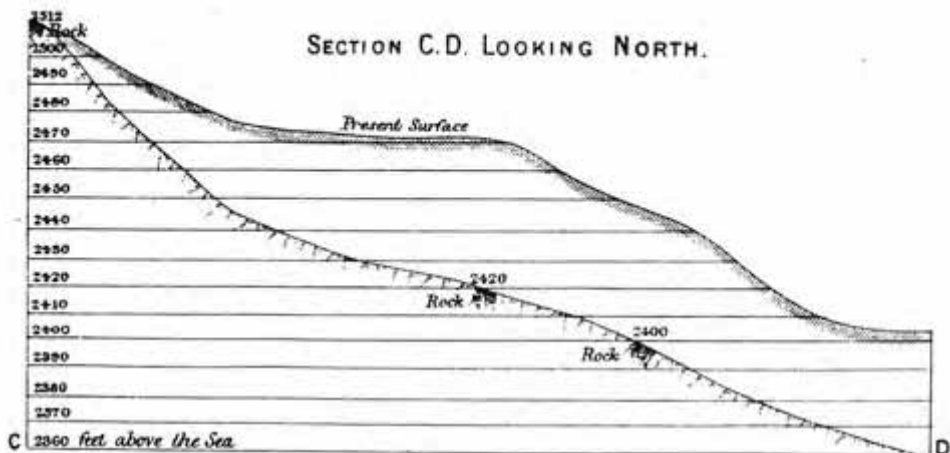 SECTION C.D. LOOKING NORTH.
2512
Rock
2500
2490
2480
Present Surface
2470
2460
2450
2440
2430
2420
2420
Rock
2410
2400
2400
Rock
2390
2380
2370
C 2360 feet above the Sea D